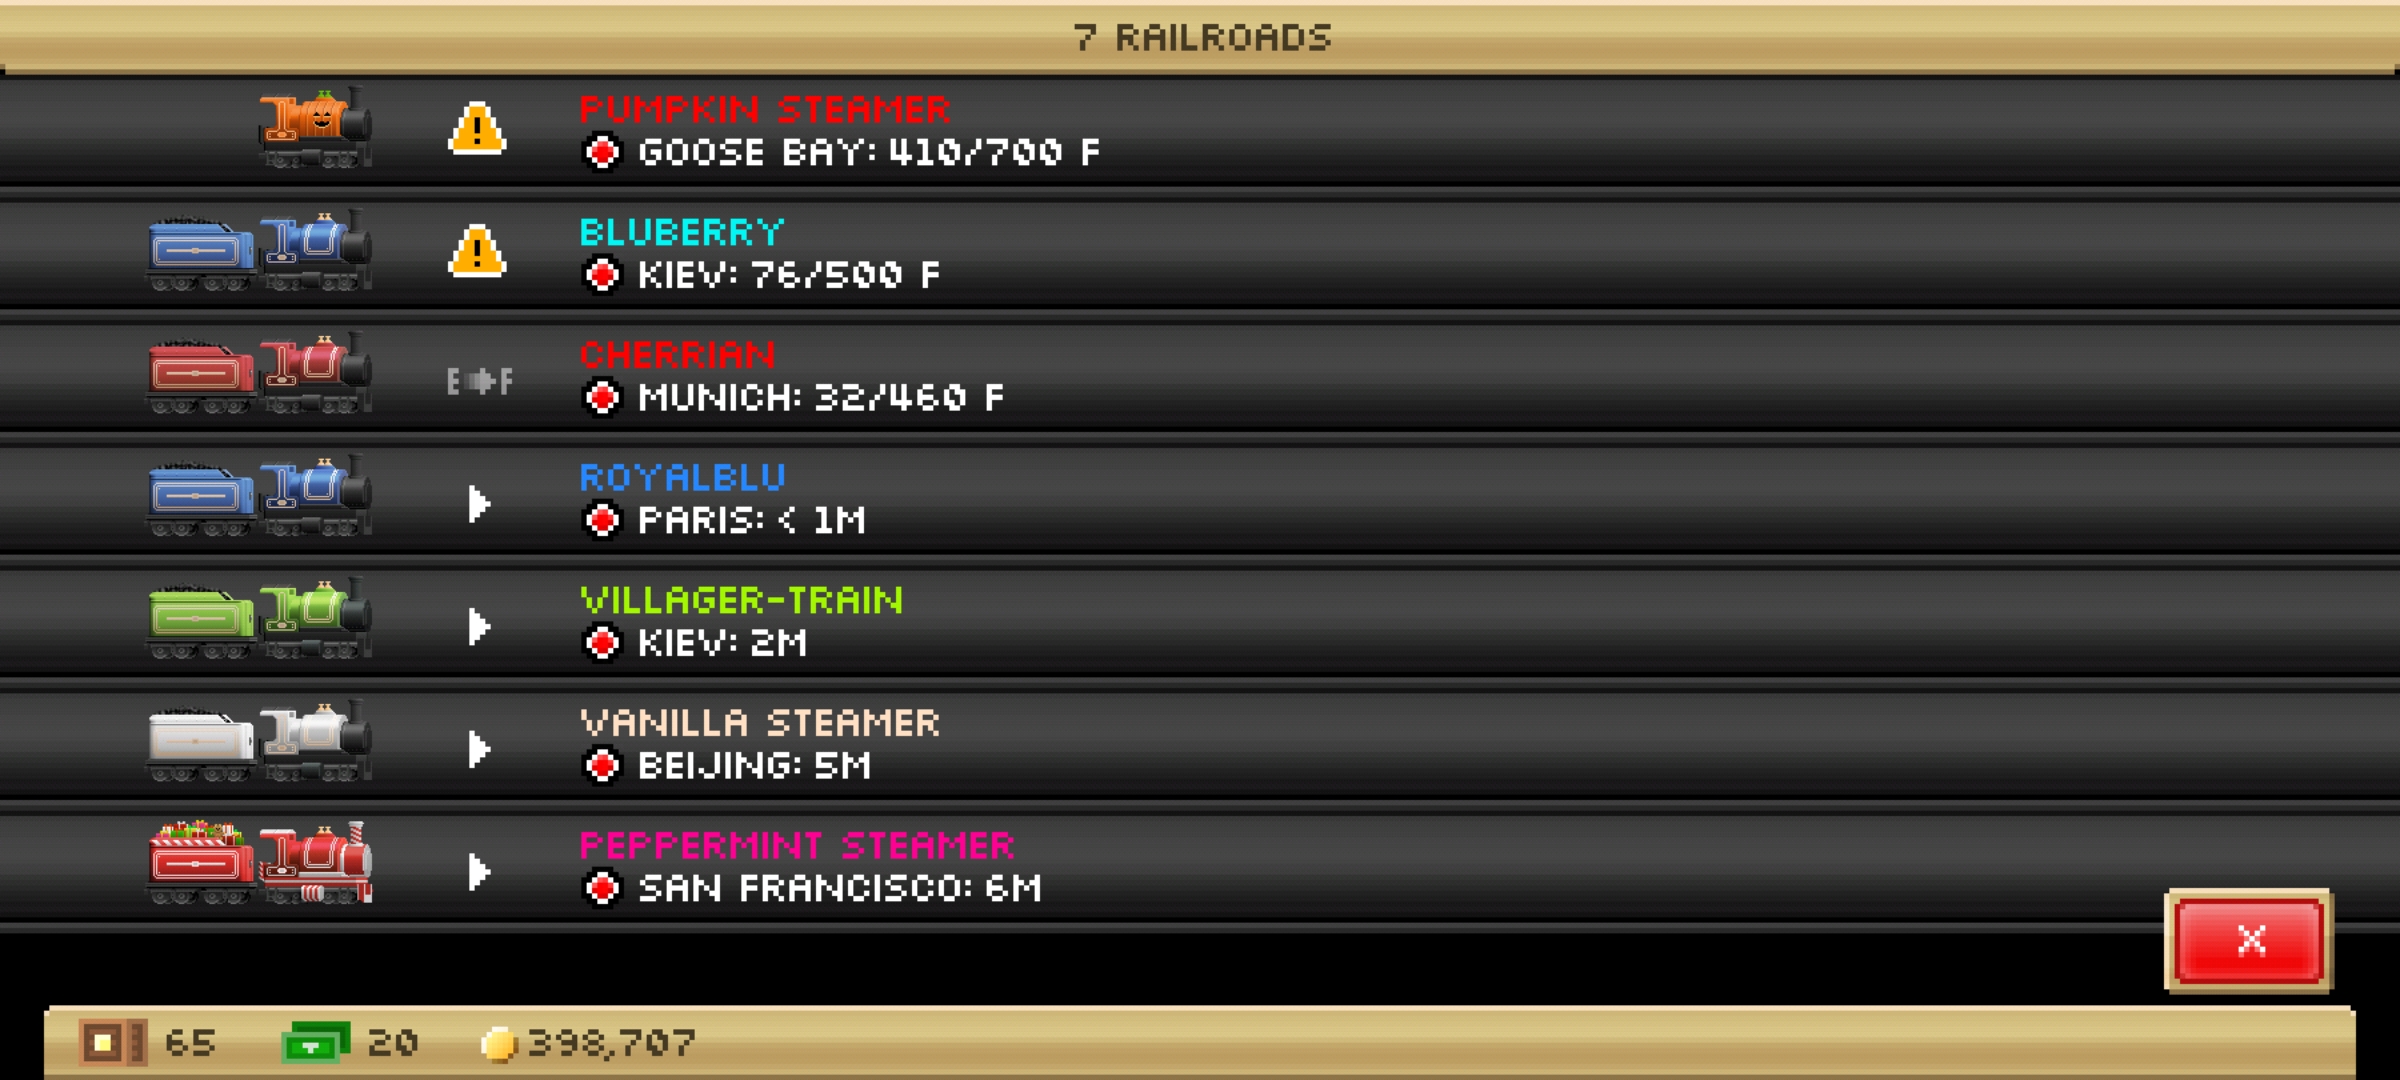 7 RAILROADS
PUMPKIN STEAMER
GOOSE BAY: 410/700 F
BLUBERRY
KIEV: 76/500 F
CHERRIAN
E F
MUNICH: 32/460 F
ROYALBLU
PARIS: < 1M
VILLAGER-TRAIN
KIEV: 2M
VANILLA STEAMER
BEIJING: 5M
PEPPERMINT STEAMER
SAN FRANCISCO: 6M
X
65 20 398,707